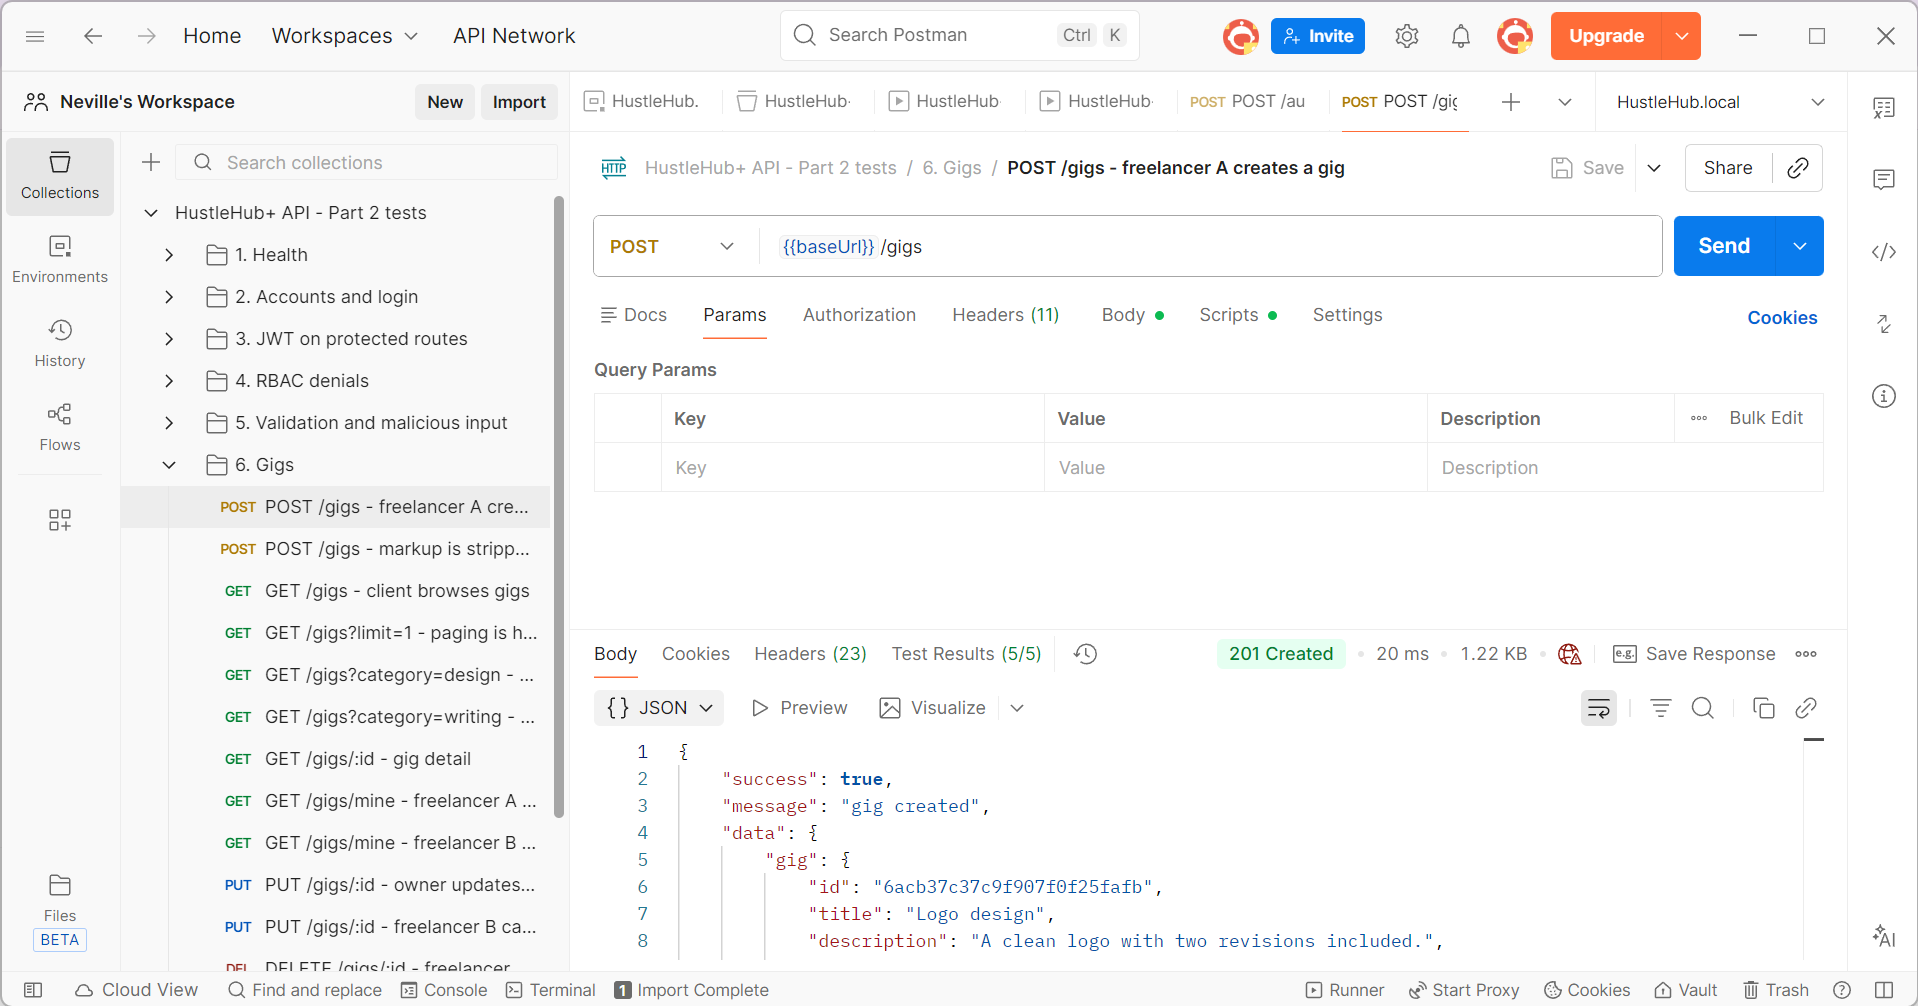 Home
Workspaces
API Network
Search Postman
Ctrl
K
Invite
Upgrade
Neville's Workspace
New
Import
HustleHub.
HustleHub
HustleHub
HustleHub
POST POST /au
POST POST /gig
HustleHub.local
Collections
Environments
History
Flows
Files
BETA
Search collections
HustleHub+ API - Part 2 tests
1. Health
2. Accounts and login
3. JWT on protected routes
4. RBAC denials
5. Validation and malicious input
6. Gigs
POST POST /gigs - freelancer A cre...
POST POST /gigs - markup is stripp...
GET GET /gigs - client browses gigs
GET GET /gigs?limit=1 - paging is h...
GET GET /gigs?category=design - ...
GET GET /gigs?category=writing - ...
GET GET /gigs/:id - gig detail
GET GET /gigs/mine - freelancer A ...
GET GET /gigs/mine - freelancer B ...
PUT PUT /gigs/:id - owner updates...
PUT PUT /gigs/:id - freelancer B ca...
DEL DELETE /gigs/:id - freelancer
HTTP HustleHub+ API - Part 2 tests / 6. Gigs / POST /gigs - freelancer A creates a gig
Save
Share
POST
{{baseUrl}} /gigs
Send
Docs
Params
Authorization
Headers (11)
Body
Scripts
Settings
Cookies
Query Params
Key Value Description Bulk Edit
Key Value Description
Body
Cookies
Headers (23)
Test Results (5/5)
201 Created
20 ms
1.22 KB
e.g. Save Response
{} JSON
Preview
Visualize
1 {
2 "success": true,
3 "message": "gig created",
4 "data": {
5 "gig": {
6 "id": "6acb37c37c9f907f0f25fafb",
7 "title": "Logo design",
8 "description": "A clean logo with two revisions included.",
AI
Cloud View
Find and replace
Console
Terminal
1 Import Complete
Runner
Start Proxy
Cookies
Vault
Trash